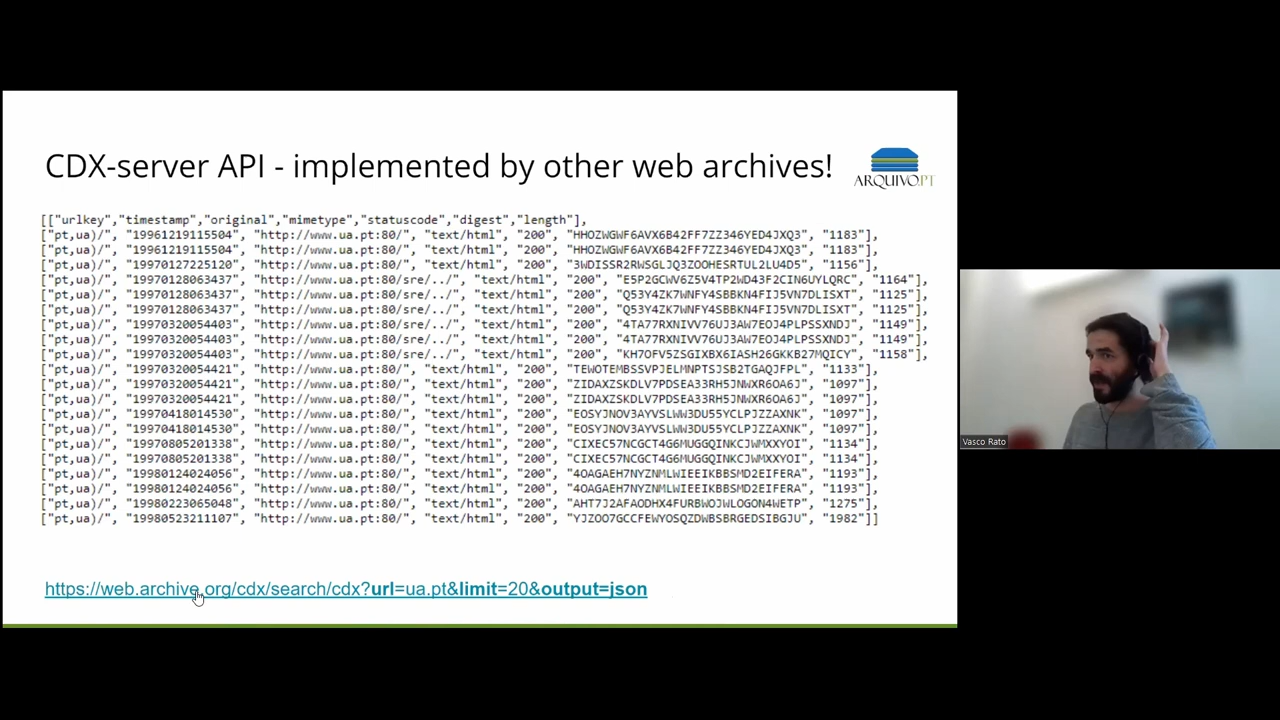 CDX-server API - implemented by other web archives!
ARQUIVO.PT
[["urlkey","timestamp","original","mimetype","statuscode","digest","length"],
["pt,ua)/", "19961219115504", "http://www.ua.pt:80/", "text/html", "200", "HHOZWGWF6AVX6B42FF7ZZ346YED4JXQ3", "1183"],
["pt,ua)/", "19961219115504", "http://www.ua.pt:80/", "text/html", "200", "HHOZWGWF6AVX6B42FF7ZZ346YED4JXQ3", "1183"],
["pt,ua)/", "19970127225120", "http://www.ua.pt:80/", "text/html", "200", "3WDISSR2RWSGLJQ3ZOOHESRTUL2LU4D5", "1156"],
["pt,ua)/", "19970128063437", "http://www.ua.pt:80/sre/../", "text/html", "200", "E5P2GCWV6Z5V4TP2WD43F2CIN6UYLQRC", "1164"],
["pt,ua)/", "19970128063437", "http://www.ua.pt:80/sre/../", "text/html", "200", "Q53Y4ZK7WNFY4SBBKN4FIJ5VN7DLISXT", "1125"],
["pt,ua)/", "19970128063437", "http://www.ua.pt:80/sre/../", "text/html", "200", "Q53Y4ZK7WNFY4SBBKN4FIJ5VN7DLISXT", "1125"],
["pt,ua)/", "19970320054403", "http://www.ua.pt:80/sre/../", "text/html", "200", "4TA77RXNIVV76UJ3AW7EOJ4PLPSSXNDJ", "1149"],
["pt,ua)/", "19970320054403", "http://www.ua.pt:80/sre/../", "text/html", "200", "4TA77RXNIVV76UJ3AW7EOJ4PLPSSXNDJ", "1149"],
["pt,ua)/", "19970320054403", "http://www.ua.pt:80/sre/../", "text/html", "200", "KH7OFV5ZSGIXBX6IASH26GKKB27MQICY", "1158"],
["pt,ua)/", "19970320054421", "http://www.ua.pt:80/", "text/html", "200", "TEWOTEMBSSVPJELMNPTSJSB2TGAQJFPL", "1133"],
["pt,ua)/", "19970320054421", "http://www.ua.pt:80/", "text/html", "200", "ZIDAXZSKDLV7PDSEA33RH5JNWXR6OA6J", "1097"],
["pt,ua)/", "19970320054421", "http://www.ua.pt:80/", "text/html", "200", "ZIDAXZSKDLV7PDSEA33RH5JNWXR6OA6J", "1097"],
["pt,ua)/", "19970418014530", "http://www.ua.pt:80/", "text/html", "200", "EOSYJNOV3AYVSLWW3DU55YCLPJZZAXNK", "1097"],
["pt,ua)/", "19970418014530", "http://www.ua.pt:80/", "text/html", "200", "EOSYJNOV3AYVSLWW3DU55YCLPJZZAXNK", "1097"],
["pt,ua)/", "19970805201338", "http://www.ua.pt:80/", "text/html", "200", "CIXEC57NCGCT4G6MUGGQINKCJWMXXYOI", "1134"],
["pt,ua)/", "19970805201338", "http://www.ua.pt:80/", "text/html", "200", "CIXEC57NCGCT4G6MUGGQINKCJWMXXYOI", "1134"],
["pt,ua)/", "19980124024056", "http://www.ua.pt:80/", "text/html", "200", "4OAGAEH7NYZNMLWIEEIKBBSMD2EIFERA", "1193"],
["pt,ua)/", "19980124024056", "http://www.ua.pt:80/", "text/html", "200", "4OAGAEH7NYZNMLWIEEIKBBSMD2EIFERA", "1193"],
["pt,ua)/", "19980223065048", "http://www.ua.pt:80/", "text/html", "200", "AHT7J2AFAODHX4FURBWOJWLOGON4WETP", "1275"],
["pt,ua)/", "19980523211107", "http://www.ua.pt:80/", "text/html", "200", "YJZOO7GCCFEWYOSQZDWBSBRGEDSIBGJU", "1982"]]
https://web.archive.org/cdx/search/cdx?url=ua.pt&limit=20&output=json
Vasco Rato